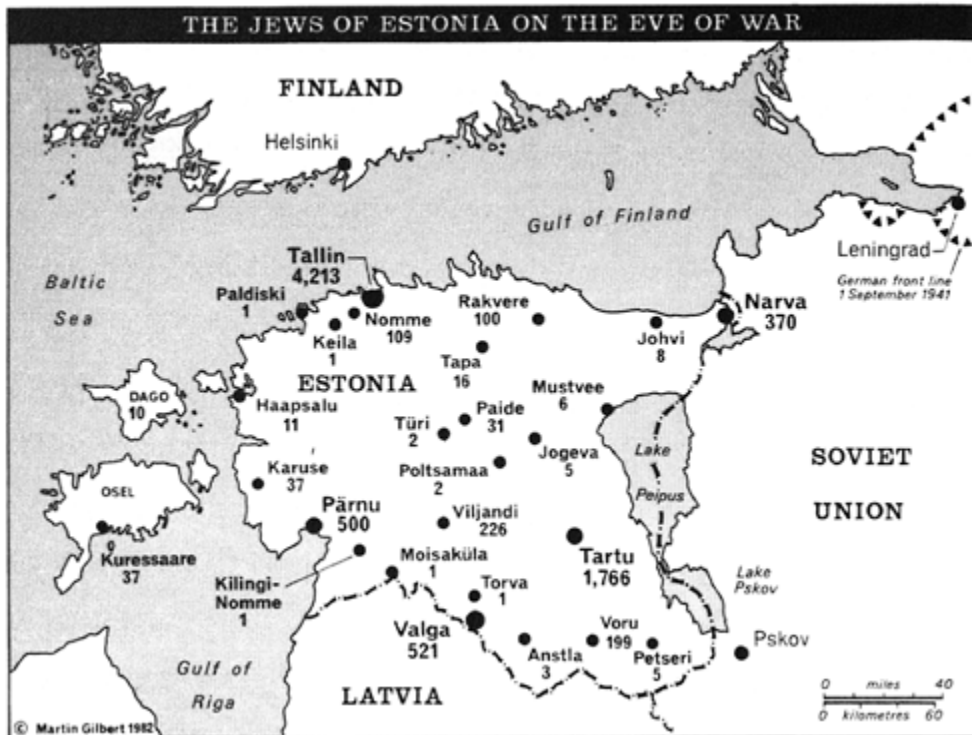 THE JEWS OF ESTONIA ON THE EVE OF WAR
FINLAND
Helsinki
Gulf of Finland
Leningrad
German front line
1 September 1941
Baltic
Sea
Tallin
4,213
Paldiski
1
Keila
1
Nomme
109
Rakvere
100
Johvi
8
Narva
370
Tapa
16
ESTONIA
Mustvee
6
DAGO
10
Haapsalu
11
Türi
2
Paide
31
Jogeva
5
Poltsamaa
2
Lake
Peipus
SOVIET
UNION
Karuse
37
OSEL
Kuressaare
37
Pärnu
500
Viljandi
226
Tartu
1,766
Kilingi-
Nomme
1
Moisaküla
1
Torva
1
Lake
Pskov
Valga
521
Anstla
3
Voru
199
Petseri
5
Pskov
Gulf of
Riga
LATVIA
0 miles 40
0 kilometres 60
© Martin Gilbert 1982